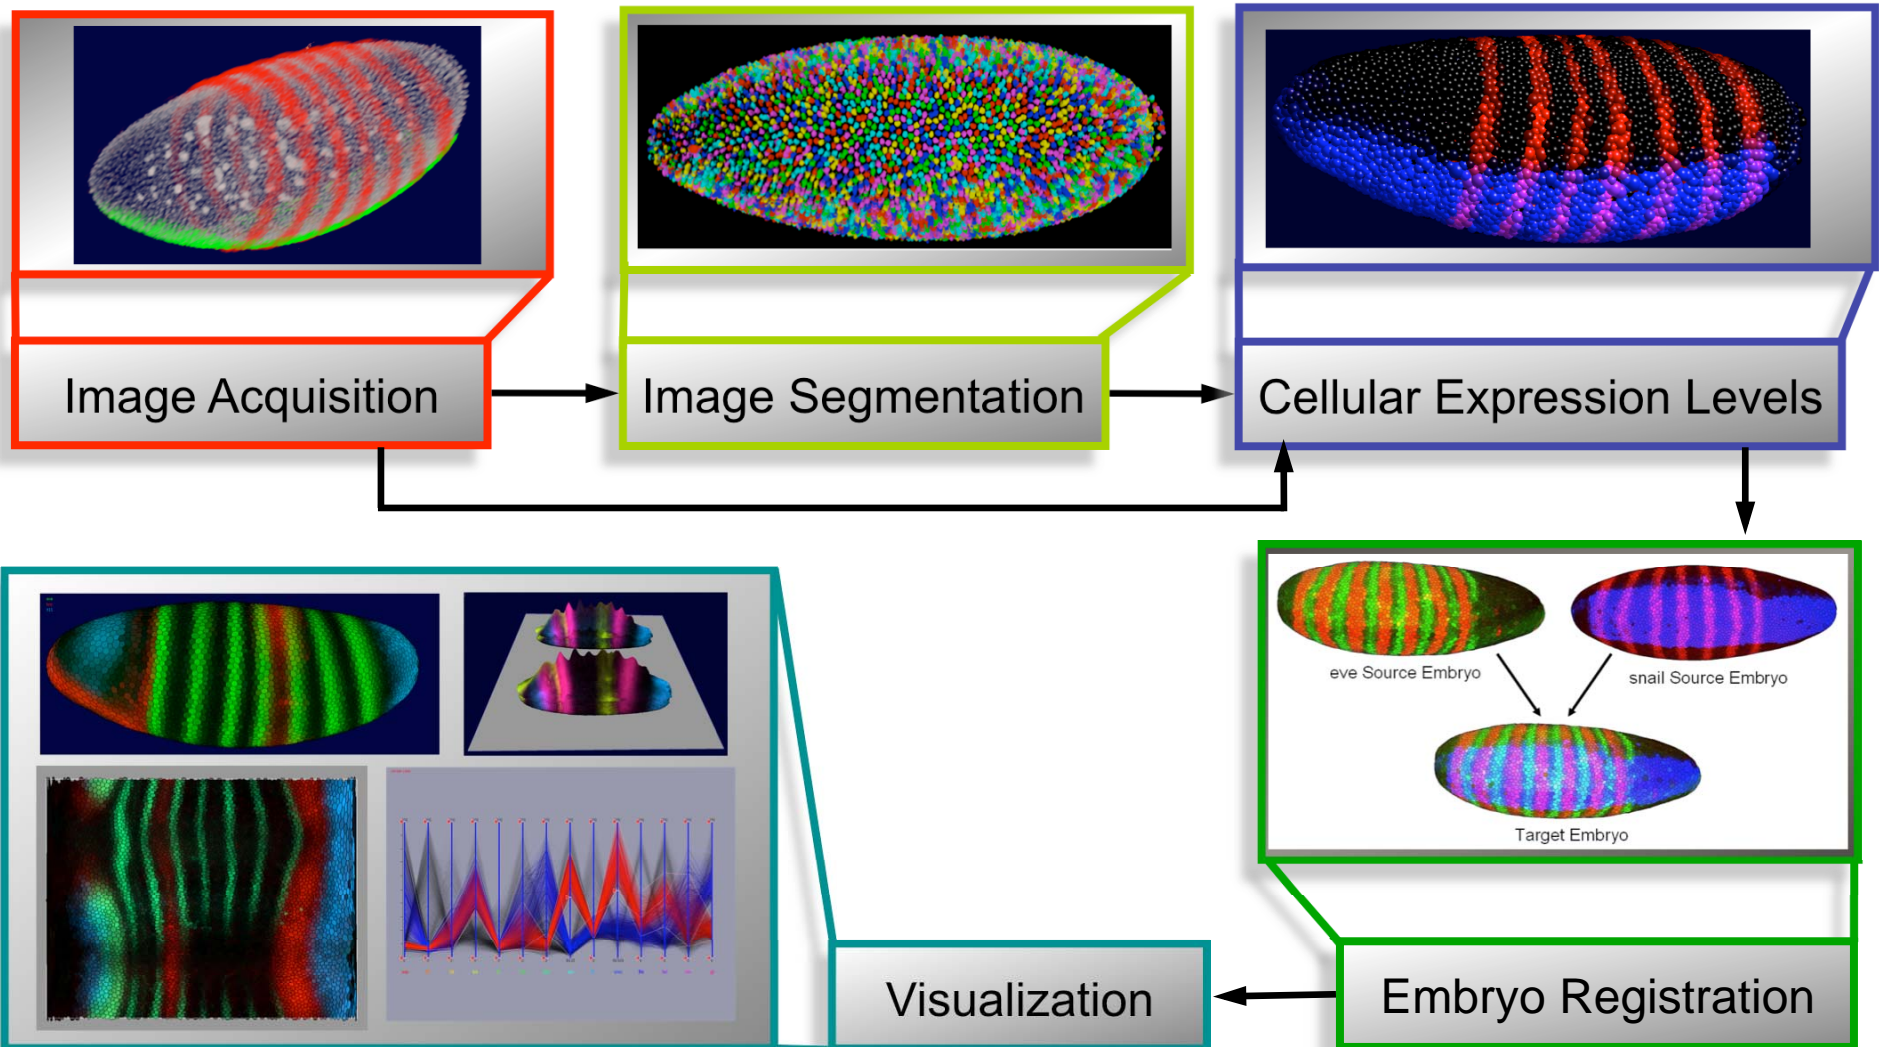 Image Acquisition
Image Segmentation
Cellular Expression Levels
eve Source Embryo
snail Source Embryo
Target Embryo
Visualization
Embryo Registration